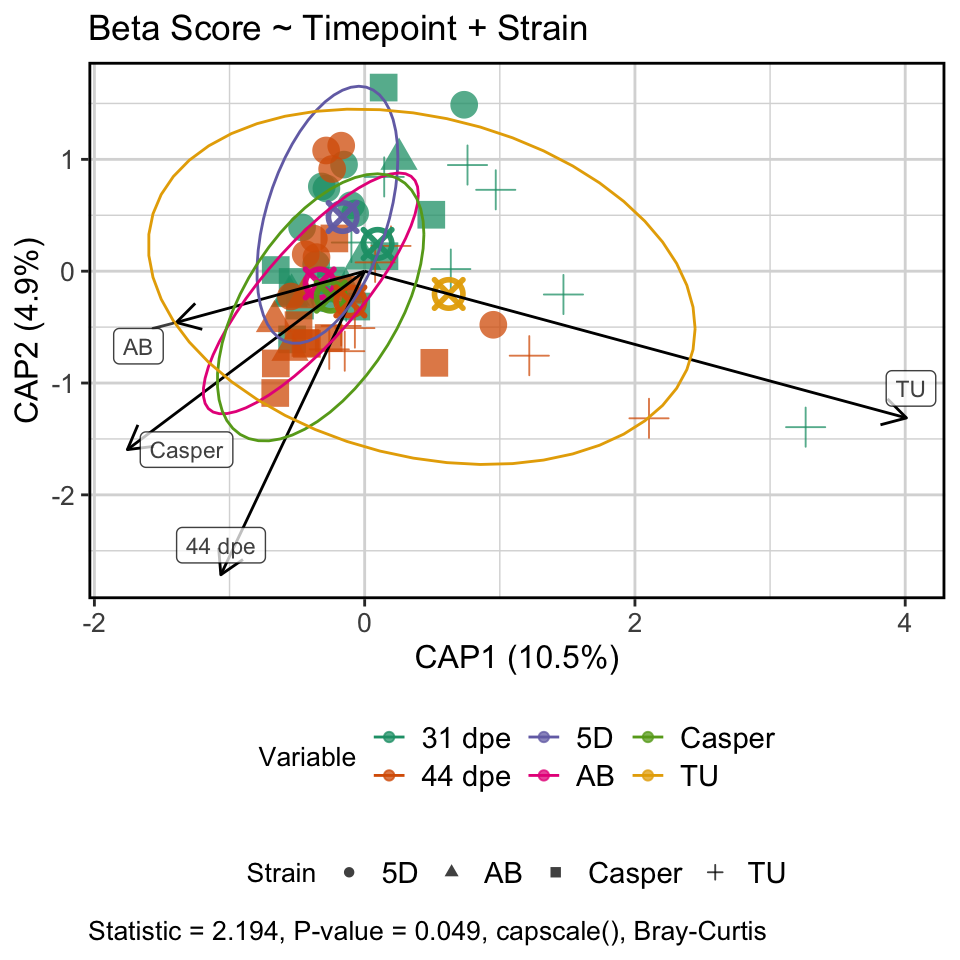 Beta Score ~ Timepoint + Strain
CAP2 (4.9%)
1
0
-1
-2
AB
Casper
44 dpe
TU
-2 0 2 4
CAP1 (10.5%)
Variable
31 dpe 5D Casper
44 dpe AB TU
Strain 5D AB Casper TU
Statistic = 2.194, P-value = 0.049, capscale(), Bray-Curtis